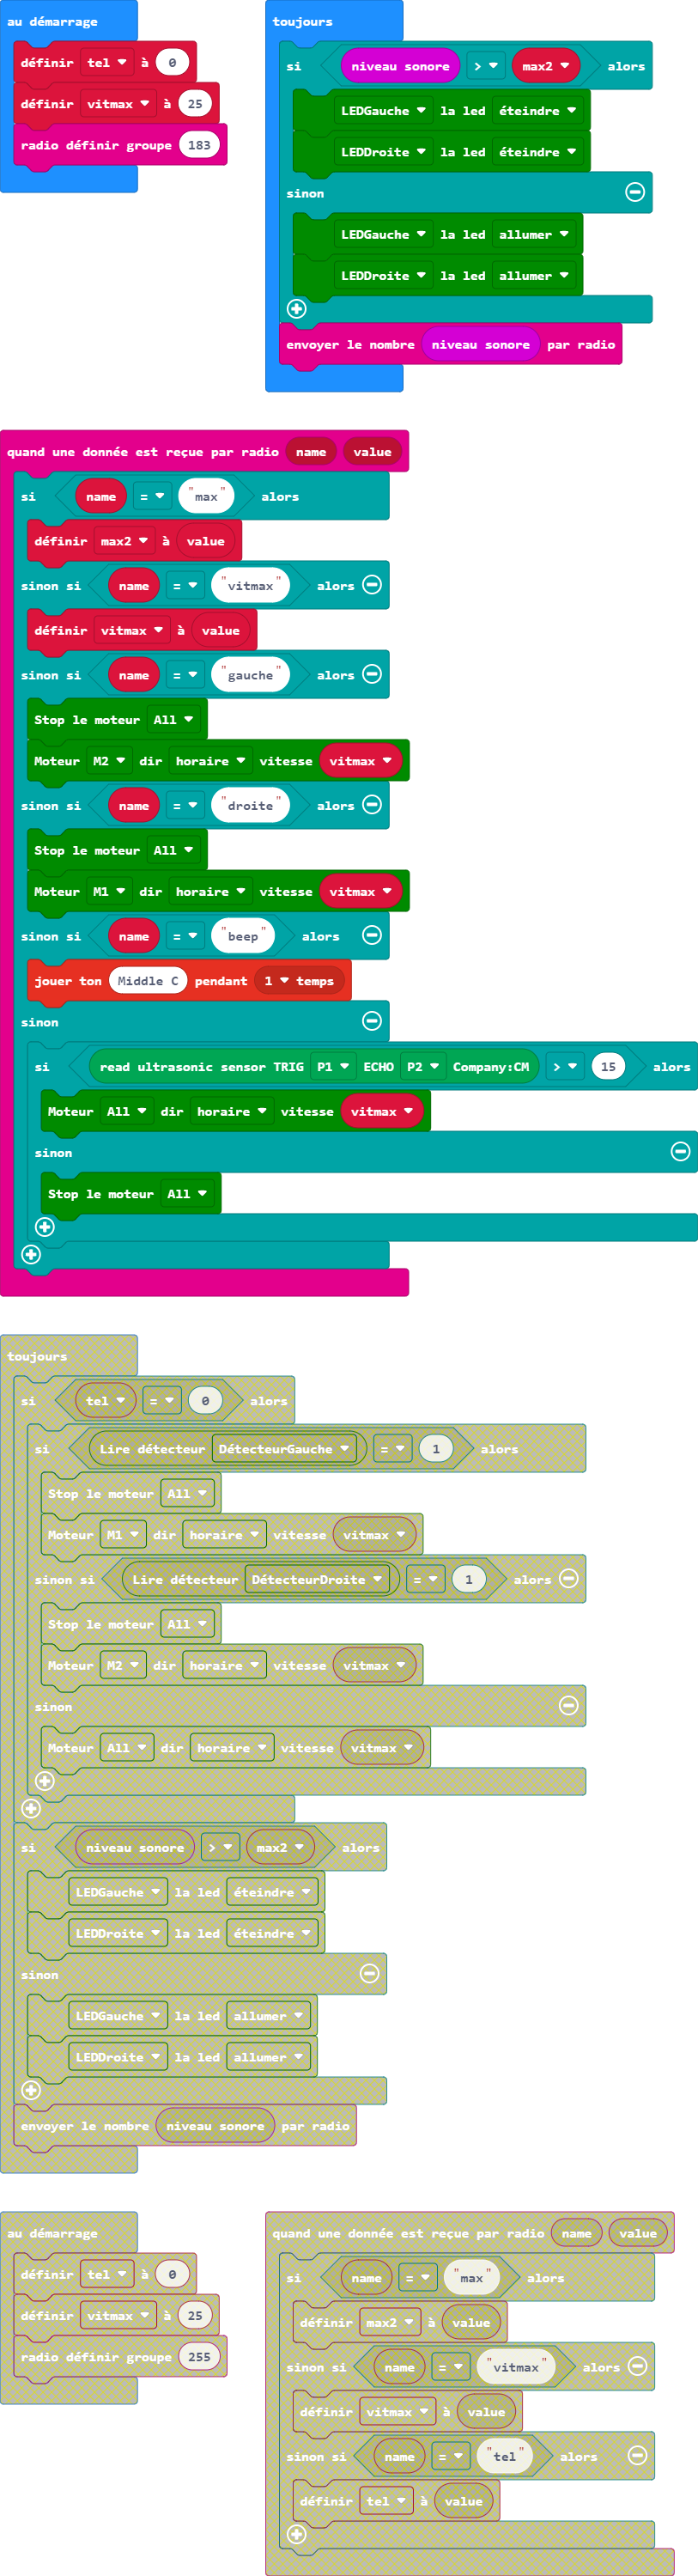 au démarrage
définir tel à 0
définir vitmax à 25
radio définir groupe 183
toujours
si niveau sonore > max2 alors
LEDGauche la led éteindre
LEDDroite la led éteindre
sinon
LEDGauche la led allumer
LEDDroite la led allumer
envoyer le nombre niveau sonore par radio
quand une donnée est reçue par radio name value
si name = "max" alors
définir max2 à value
sinon si name = "vitmax" alors
définir vitmax à value
sinon si name = "gauche" alors
Stop le moteur All
Moteur M2 dir horaire vitesse vitmax
sinon si name = "droite" alors
Stop le moteur All
Moteur M1 dir horaire vitesse vitmax
sinon si name = "beep" alors
jouer ton Middle C pendant 1 temps
sinon
si read ultrasonic sensor TRIG P1 ECHO P2 Company:CM > 15 alors
Moteur All dir horaire vitesse vitmax
sinon
Stop le moteur All
toujours
si tel = 0 alors
si Lire détecteur DétecteurGauche = 1 alors
Stop le moteur All
Moteur M1 dir horaire vitesse vitmax
sinon si Lire détecteur DétecteurDroite = 1 alors
Stop le moteur All
Moteur M2 dir horaire vitesse vitmax
sinon
Moteur All dir horaire vitesse vitmax
si niveau sonore > max2 alors
LEDGauche la led éteindre
LEDDroite la led éteindre
sinon
LEDGauche la led allumer
LEDDroite la led allumer
envoyer le nombre niveau sonore par radio
au démarrage
définir tel à 0
définir vitmax à 25
radio définir groupe 255
quand une donnée est reçue par radio name value
si name = "max" alors
définir max2 à value
sinon si name = "vitmax" alors
définir vitmax à value
sinon si name = "tel" alors
définir tel à value